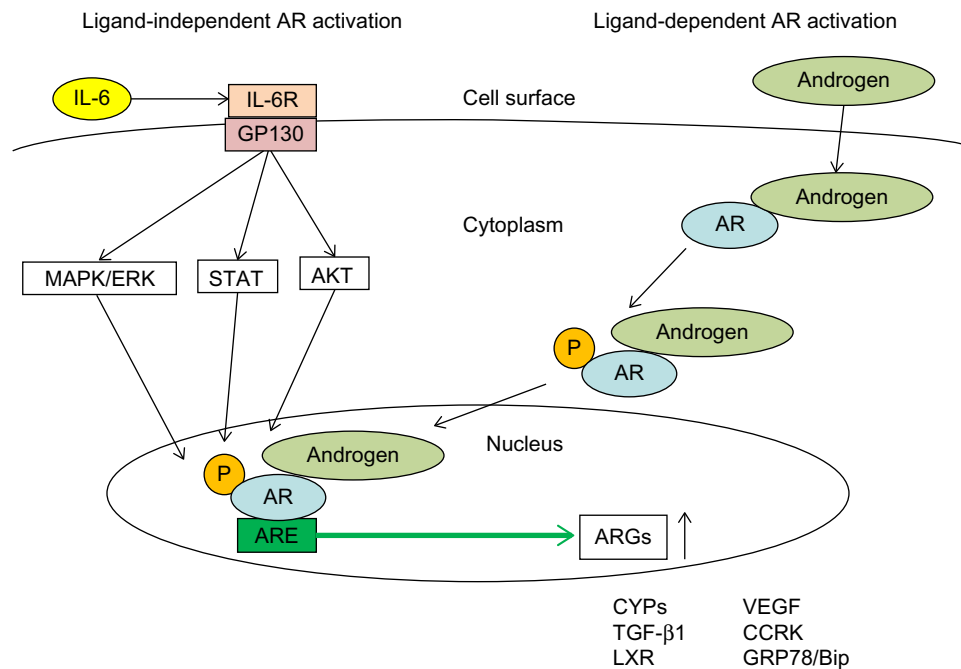 Ligand-independent AR activation
Ligand-dependent AR activation
IL-6
IL-6R
GP130
Cell surface
Androgen
Androgen
AR
Cytoplasm
MAPK/ERK
STAT
AKT
P
Androgen
AR
Nucleus
Androgen
P
AR
ARE
ARGs
CYPs VEGF
TGF-β1 CCRK
LXR GRP78/Bip